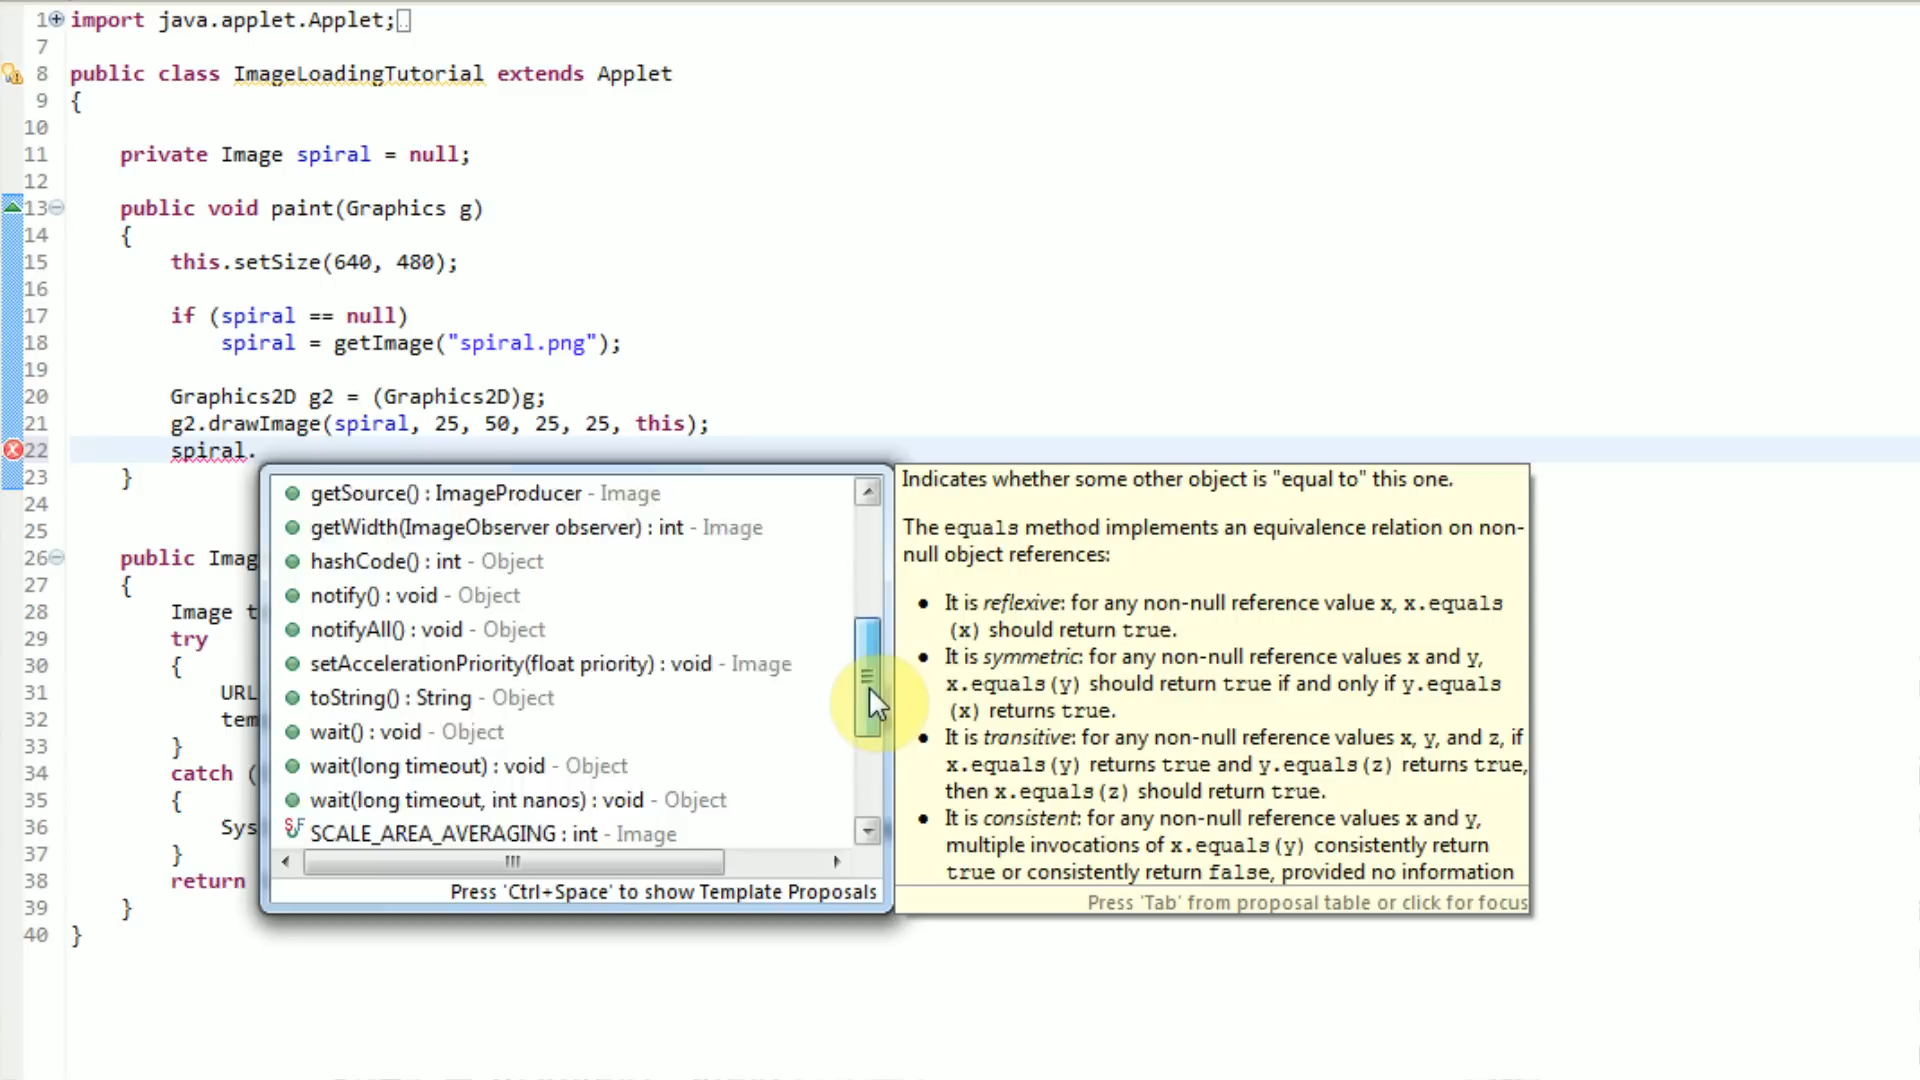 1 import java.applet.Applet;
7
8 public class ImageLoadingTutorial extends Applet
9 {
10
11 private Image spiral = null;
12
13 public void paint(Graphics g)
14 {
15 this.setSize(640, 480);
16
17 if (spiral == null)
18 spiral = getImage("spiral.png");
19
20 Graphics2D g2 = (Graphics2D)g;
21 g2.drawImage(spiral, 25, 50, 25, 25, this);
22 spiral.
23 }
24
25
26 public Imag
27 {
28 Image t
29 try
30 {
31 URL
32 tem
33 }
34 catch (
35 {
36 Sys
37 }
38 return
39 }
40 }
getSource() : ImageProducer - Image
getWidth(ImageObserver observer) : int - Image
hashCode() : int - Object
notify() : void - Object
notifyAll() : void - Object
setAccelerationPriority(float priority) : void - Image
toString() : String - Object
wait() : void - Object
wait(long timeout) : void - Object
wait(long timeout, int nanos) : void - Object
SCALE_AREA_AVERAGING : int - Image
Press 'Ctrl+Space' to show Template Proposals
Indicates whether some other object is "equal to" this one.
The equals method implements an equivalence relation on non-
null object references:
• It is reflexive: for any non-null reference value x, x.equals
(x) should return true.
• It is symmetric: for any non-null reference values x and y,
x.equals(y) should return true if and only if y.equals
(x) returns true.
• It is transitive: for any non-null reference values x, y, and z, if
x.equals(y) returns true and y.equals(z) returns true,
then x.equals(z) should return true.
• It is consistent: for any non-null reference values x and y,
multiple invocations of x.equals(y) consistently return
true or consistently return false, provided no information
Press 'Tab' from proposal table or click for focus